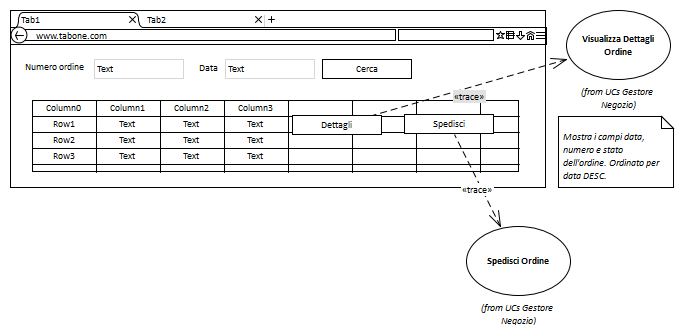 Tab1
Tab2
www.tabone.com
Numero ordine
Text
Data
Text
Cerca
Column0 Column1 Column2 Column3
Row1 Text Text Text
Row2 Text Text Text
Row3 Text Text Text
Dettagli
Spedisci
«trace»
«trace»
Visualizza Dettagli
Ordine
(from UCs Gestore
Negozio)
Mostra i campi data,
numero e stato
dell'ordine. Ordinato per
data DESC.
Spedisci Ordine
(from UCs Gestore
Negozio)